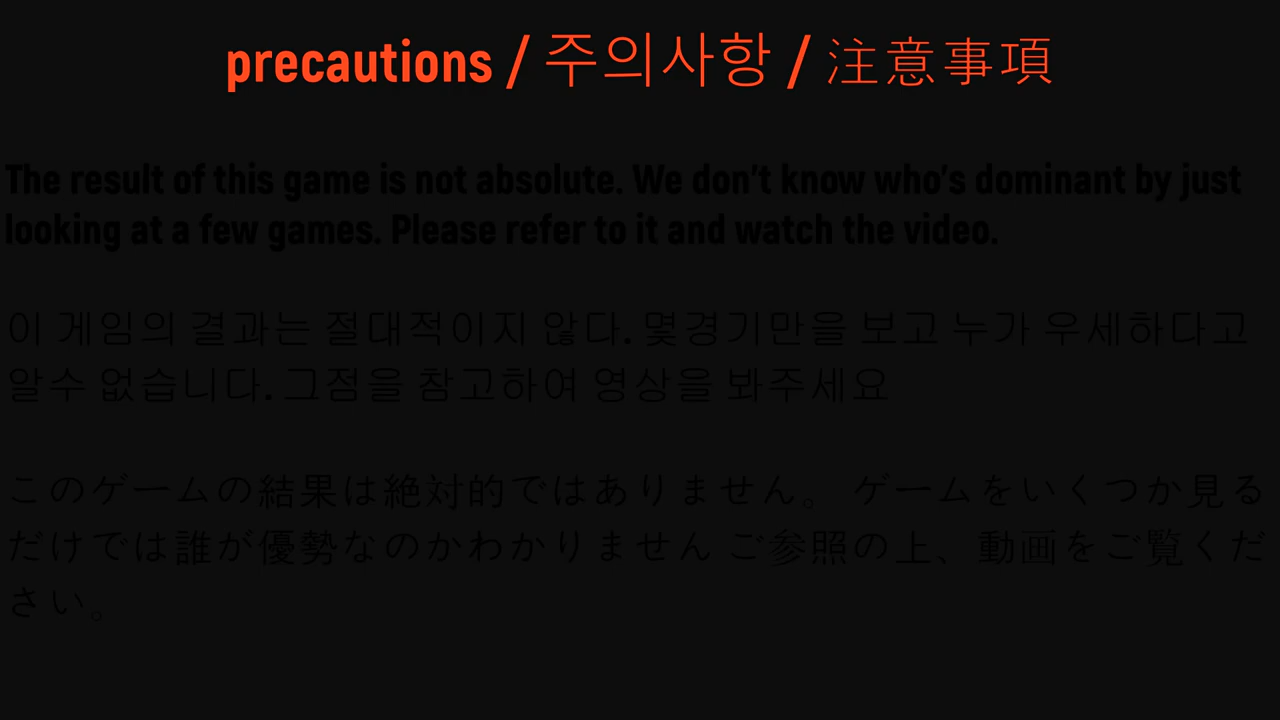 precautions / 주의사항 / 注意事項
The result of this game is not absolute. We don't know who's dominant by just
looking at a few games. Please refer to it and watch the video.
이 게임의 결과는 절대적이지 않다. 몇경기만을 보고 누가 우세하다고
알수 없습니다. 그점을 참고하여 영상을 봐주세요
このゲームの結果は絶対的ではありません。 ゲームをいくつか見る
だけでは誰が優勢なのかわかりません ご参照の上、動画をご覧くだ
さい。